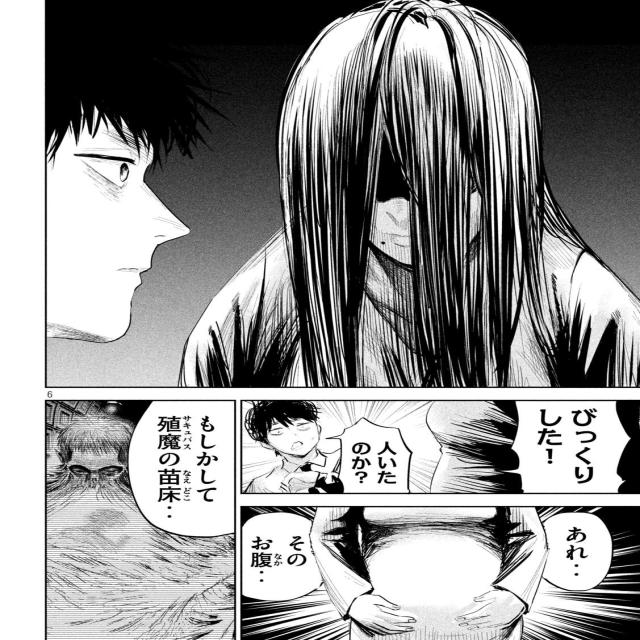 びっくり
した!
人いた
のか?
あれ‥
その
お腹‥
なか
もしかして
殖魔の苗床‥
サキュバス
なえどこ
6